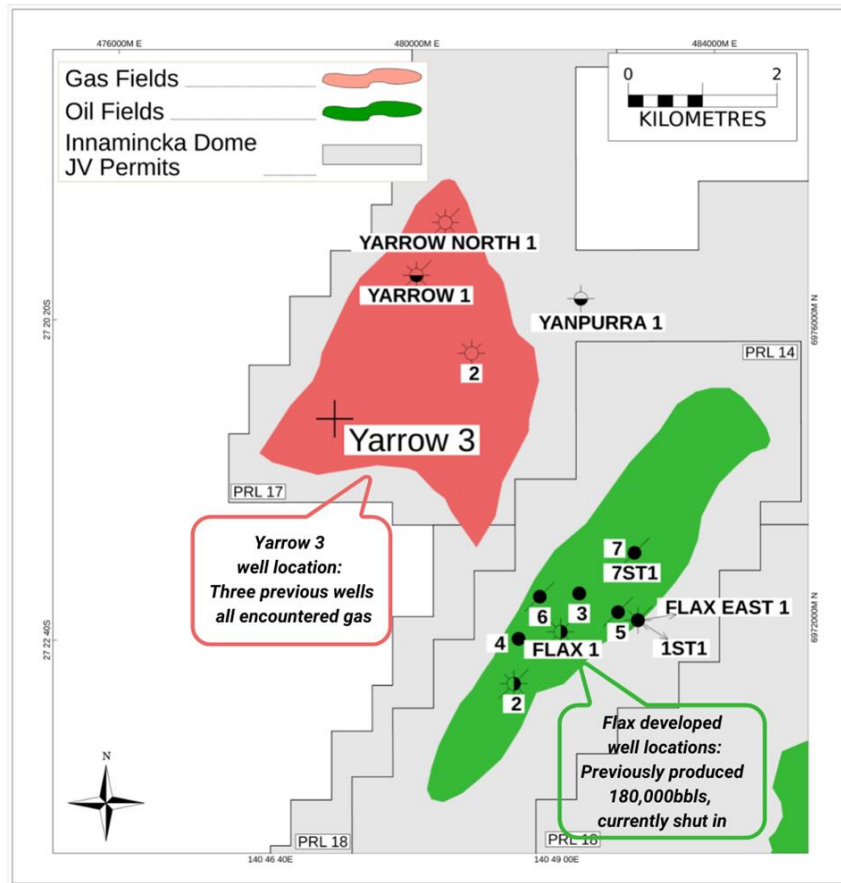 476000M E
480000M E
484000M E
Gas Fields
Oil Fields
Innamincka Dome
JV Permits
0 2
KILOMETRES
YARROW NORTH 1
YARROW 1
YANPURRA 1
27 20 20S
6976000M N
PRL 14
2
Yarrow 3
PRL 17
Yarrow 3
well location:
Three previous wells
all encountered gas
7
7ST1
6
3
FLAX EAST 1
5
4
FLAX 1
1ST1
27 22 40S
6972000M N
2
Flax developed
well locations:
Previously produced
180,000bbls,
currently shut in
N
PRL 18
PRL 18
140 46 40E
140 49 00E